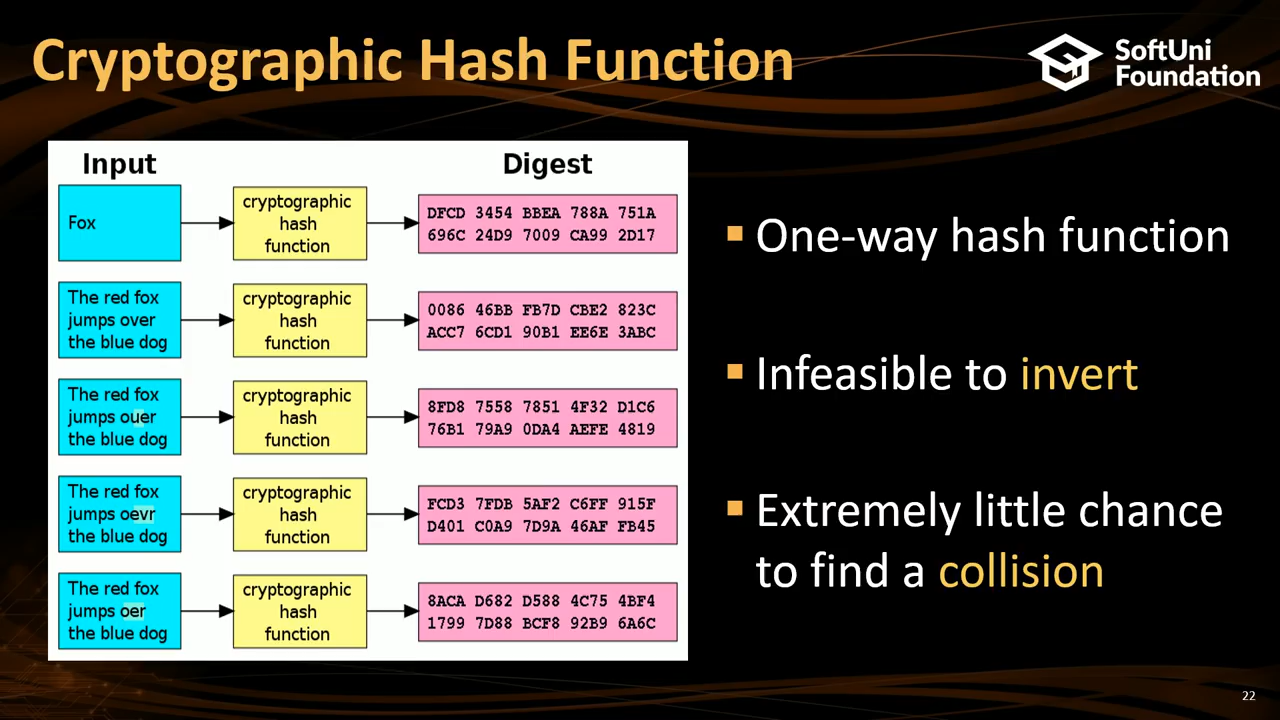 Cryptographic Hash Function
SoftUni
Foundation
Input
Digest
Fox
cryptographic
hash
function
DFCD 3454 BBEA 788A 751A
696C 24D9 7009 CA99 2D17
The red fox
jumps over
the blue dog
cryptographic
hash
function
0086 46BB FB7D CBE2 823C
ACC7 6CD1 90B1 EE6E 3ABC
The red fox
jumps ouer
the blue dog
cryptographic
hash
function
8FD8 7558 7851 4F32 D1C6
76B1 79A9 0DA4 AEFE 4819
The red fox
jumps oevr
the blue dog
cryptographic
hash
function
FCD3 7FDB 5AF2 C6FF 915F
D401 C0A9 7D9A 46AF FB45
The red fox
jumps oer
the blue dog
cryptographic
hash
function
8ACA D682 D588 4C75 4BF4
1799 7D88 BCF8 92B9 6A6C
One-way hash function
Infeasible to invert
Extremely little chance
to find a collision
22